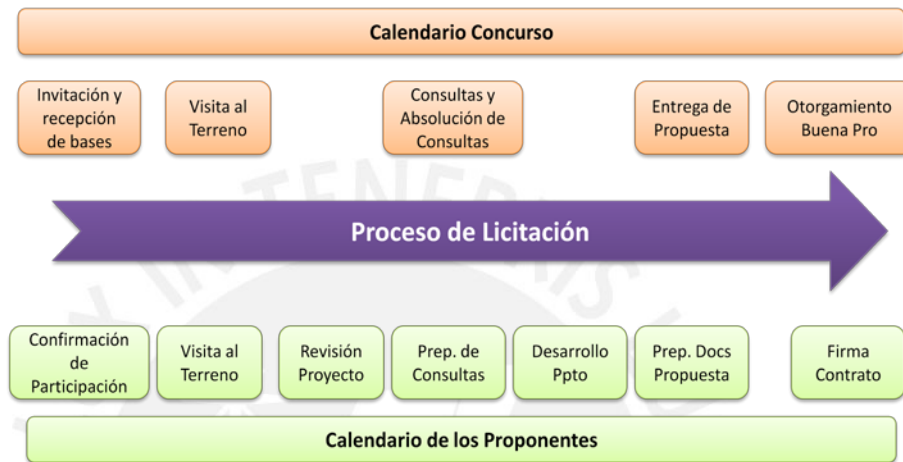 Calendario Concurso
Invitación y
recepción
de bases
Visita al
Terreno
Consultas y
Absolución de
Consultas
Entrega de
Propuesta
Otorgamiento
Buena Pro
Proceso de Licitación
Confirmación
de
Participación
Visita al
Terreno
Revisión
Proyecto
Prep. de
Consultas
Desarrollo
Ppto
Prep. Docs
Propuesta
Firma
Contrato
Calendario de los Proponentes